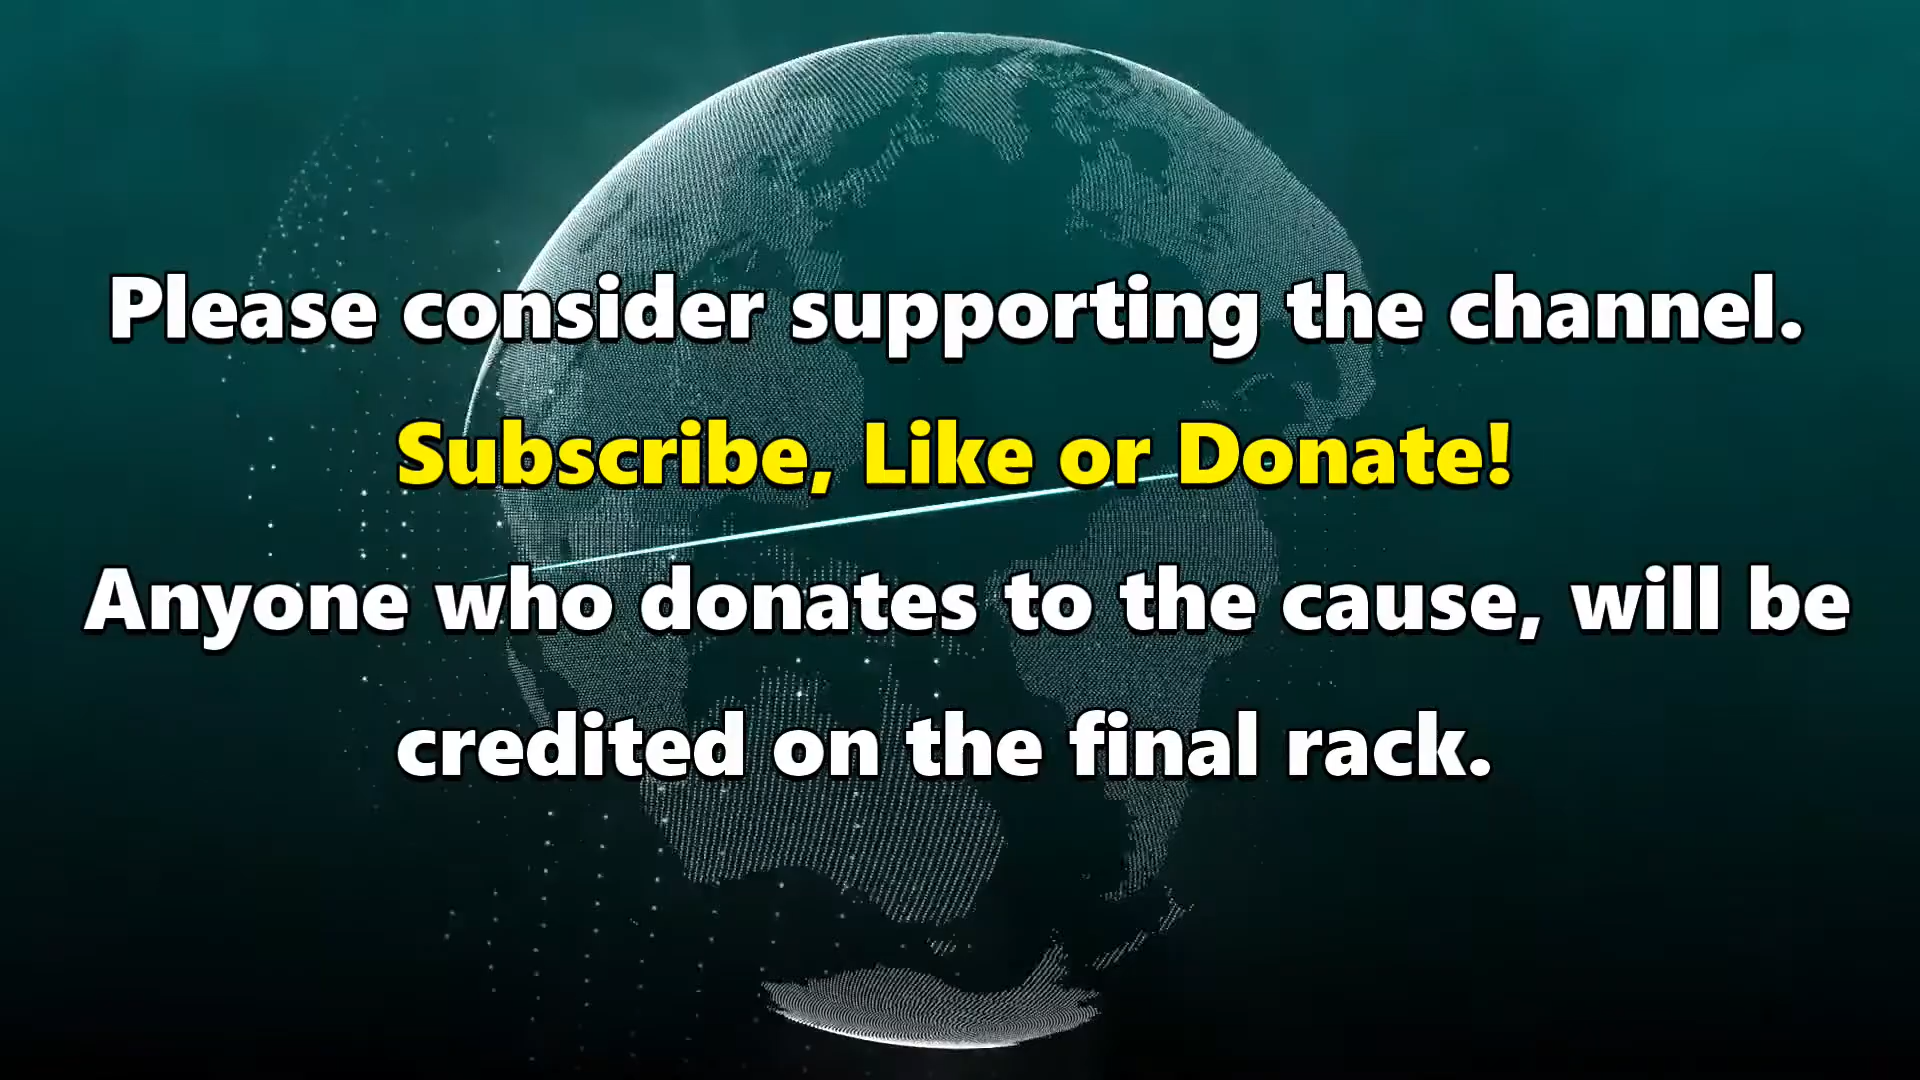 Please consider supporting the channel.
Subscribe, Like or Donate!
Anyone who donates to the cause, will be
credited on the final rack.